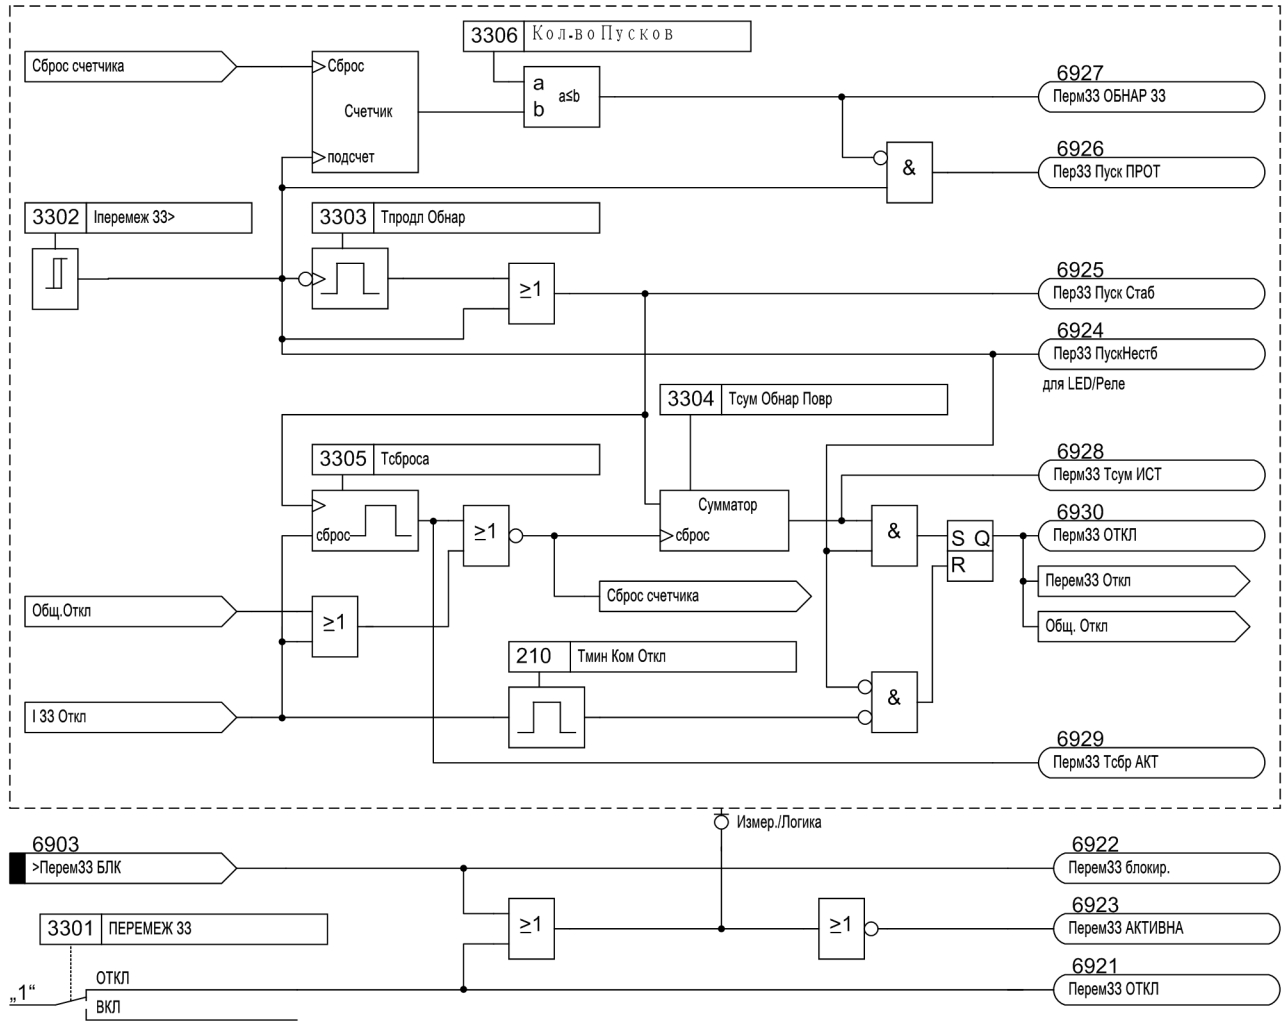 3306 Кол-воПусков
Сброс счетчика
Сброс
Счетчик
подсчет
a
b
a≤b
6927
Перм33 ОБНАР 33
&
6926
Пер33 Пуск ПРОТ
3302 Iперемеж 33>
3303 Тпродл Обнар
≥1
6925
Пер33 Пуск Стаб
6924
Пер33 ПускНестб
для LED/Реле
3304 Тсум Обнар Повр
3305 Тсброса
сброс
≥1
Сумматор
сброс
6928
Перм33 Тсум ИСТ
&
S Q
R
6930
Перм33 ОТКЛ
Перем33 Откл
Сброс счетчика
Общ.Откл
≥1
Общ. Откл
210 Тмин Ком Откл
&
I 33 Откл
6929
Перм33 Тсбр АКТ
Измер./Логика
6903
>Перем33 БЛК
6922
Перем33 блокир.
3301 ПЕРЕМЕЖ 33
≥1
≥1
6923
Перем33 АКТИВНА
„1“
ОТКЛ
ВКЛ
6921
Перем33 ОТКЛ